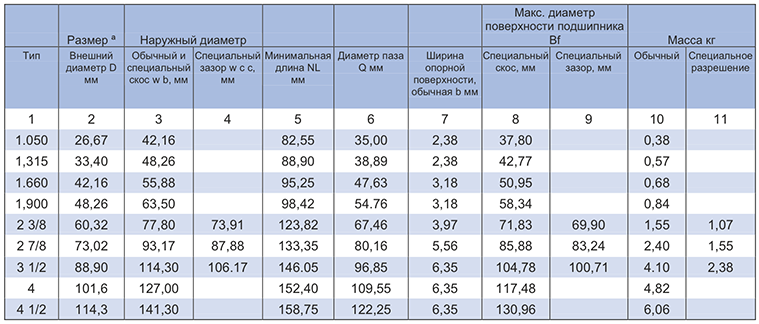 Размер a Наружный диаметр Макс. диаметр поверхности подшипника Bf Масса кг
Тип Внешний диаметр D мм Обычный и специальный скос w b, мм Специальный зазор w c c, мм Минимальная длина NL мм Диаметр паза Q мм Ширина опорной поверхности, обычная b мм Специальный скос, мм Специальный зазор, мм Обычный Специальное разрешение
1 2 3 4 5 6 7 8 9 10 11
1.050 26,67 42,16 82,55 35,00 2,38 37,80 0,38
1,315 33,40 48,26 88,90 38,89 2,38 42,77 0,57
1.660 42,16 55,88 95,25 47,63 3,18 50,95 0,68
1,900 48,26 63,50 98,42 54.76 3,18 58,34 0,84
2 3/8 60,32 77,80 73,91 123,82 67,46 3,97 71,83 69,90 1,55 1,07
2 7/8 73,02 93,17 87,88 133,35 80,16 5,56 85,88 83,24 2,40 1,55
3 1/2 88,90 114,30 106.17 146.05 96,85 6,35 104,78 100,71 4.10 2,38
4 101,6 127,00 152,40 109,55 6,35 117,48 4,82
4 1/2 114,3 141,30 158,75 122,25 6,35 130,96 6,06